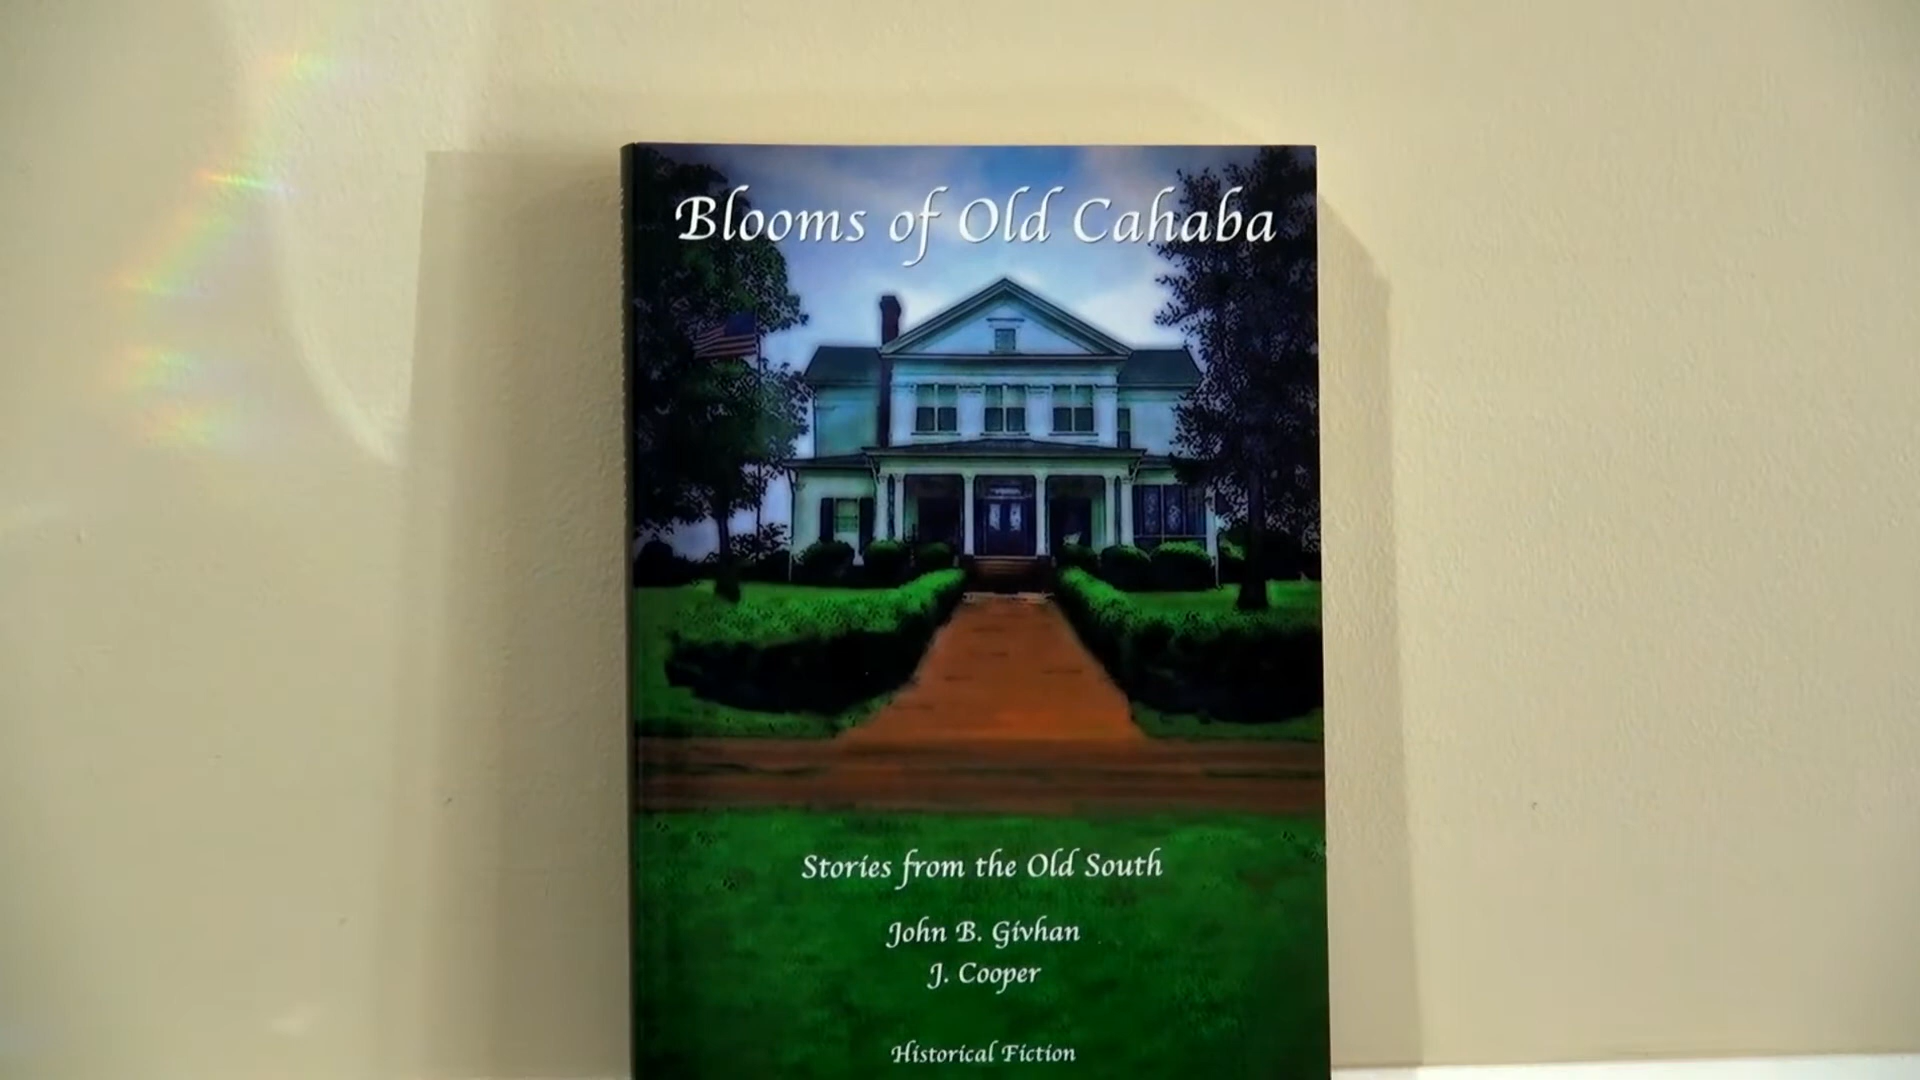 Blooms of Old Cahaba
Stories from the Old South
John B. Givhan
J. Cooper
Historical Fiction